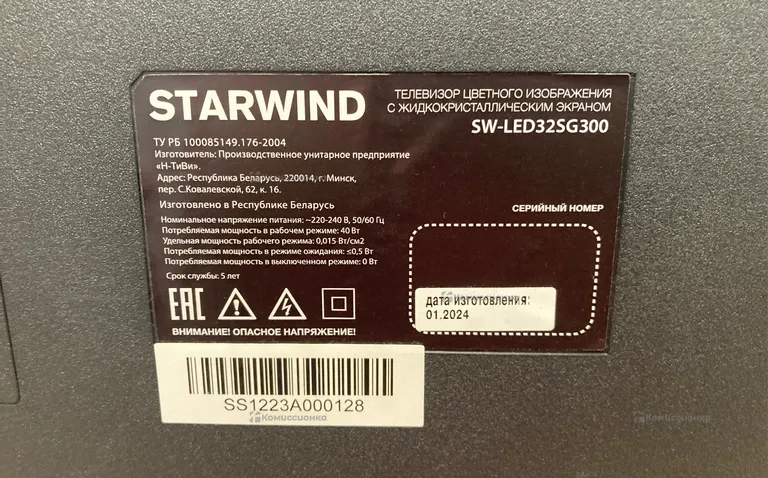 STARWIND
ТЕЛЕВИЗОР ЦВЕТНОГО ИЗОБРАЖЕНИЯ
С ЖИДКОКРИСТАЛЛИЧЕСКИМ ЭКРАНОМ
SW-LED32SG300
ТУ РБ 100085149.176-2004
Изготовитель: Производственное унитарное предприятие
«Н-ТиВи».
Адрес: Республика Беларусь, 220014, г. Минск,
пер. С.Ковалевской, 62, к. 16.
Изготовлено в Республике Беларусь
Номинальное напряжение питания: ~220-240 В, 50/60 Гц
Потребляемая мощность в рабочем режиме: 40 Вт
Удельная мощность рабочего режима: 0,015 Вт/см2
Потребляемая мощность в режиме ожидания: ≤0,5 Вт
Потребляемая мощность в выключенном режиме: 0 Вт
Срок службы: 5 лет
EAC
ВНИМАНИЕ! ОПАСНОЕ НАПРЯЖЕНИЕ!
СЕРИЙНЫЙ НОМЕР
дата изготовления:
01.2024
SS1223A000128
Комиссионка
Комиссионка